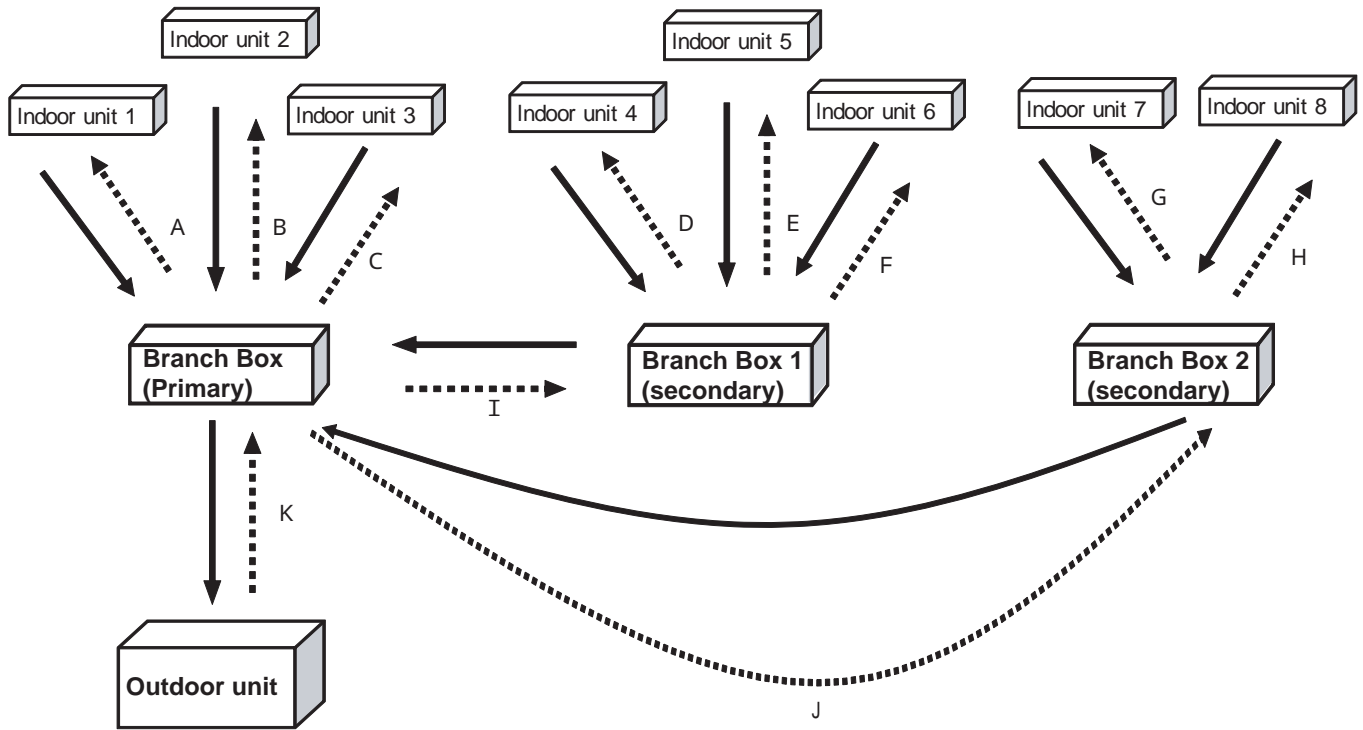 Indoor unit 2
Indoor unit 5
Indoor unit 1
Indoor unit 3
Indoor unit 4
Indoor unit 6
Indoor unit 7
Indoor unit 8
A
B
C
D
E
F
G
H
Branch Box
(Primary)
Branch Box 1
(secondary)
Branch Box 2
(secondary)
I
K
Outdoor unit
J